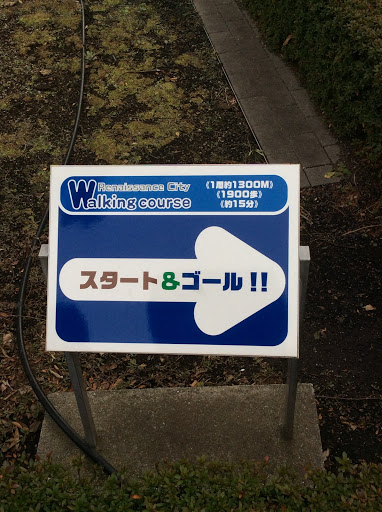 Renaissance City
Walking course
《1周約1300M》
《1900歩》
《約15分》
スタート&ゴール!!